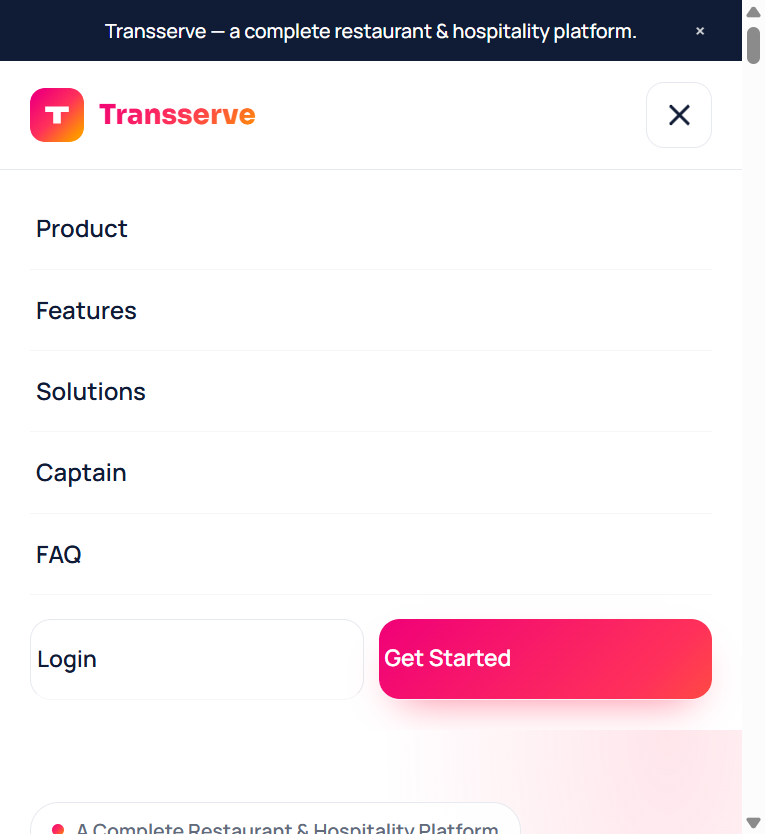 Transserve — a complete restaurant & hospitality platform.
×
T Transserve
Product
Features
Solutions
Captain
FAQ
Login
Get Started
A Complete Restaurant & Hospitality Platform